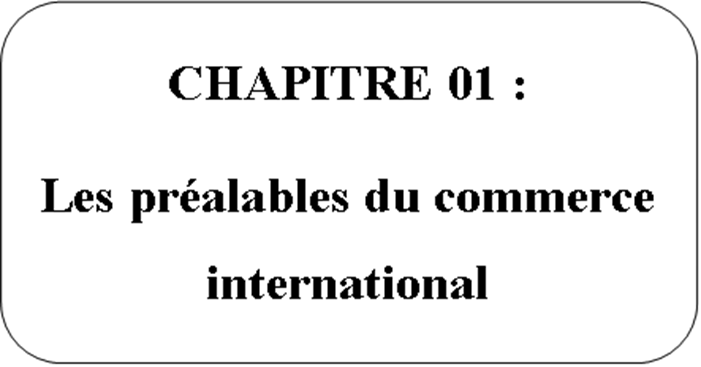 CHAPITRE 01 :
Les préalables du commerce
international